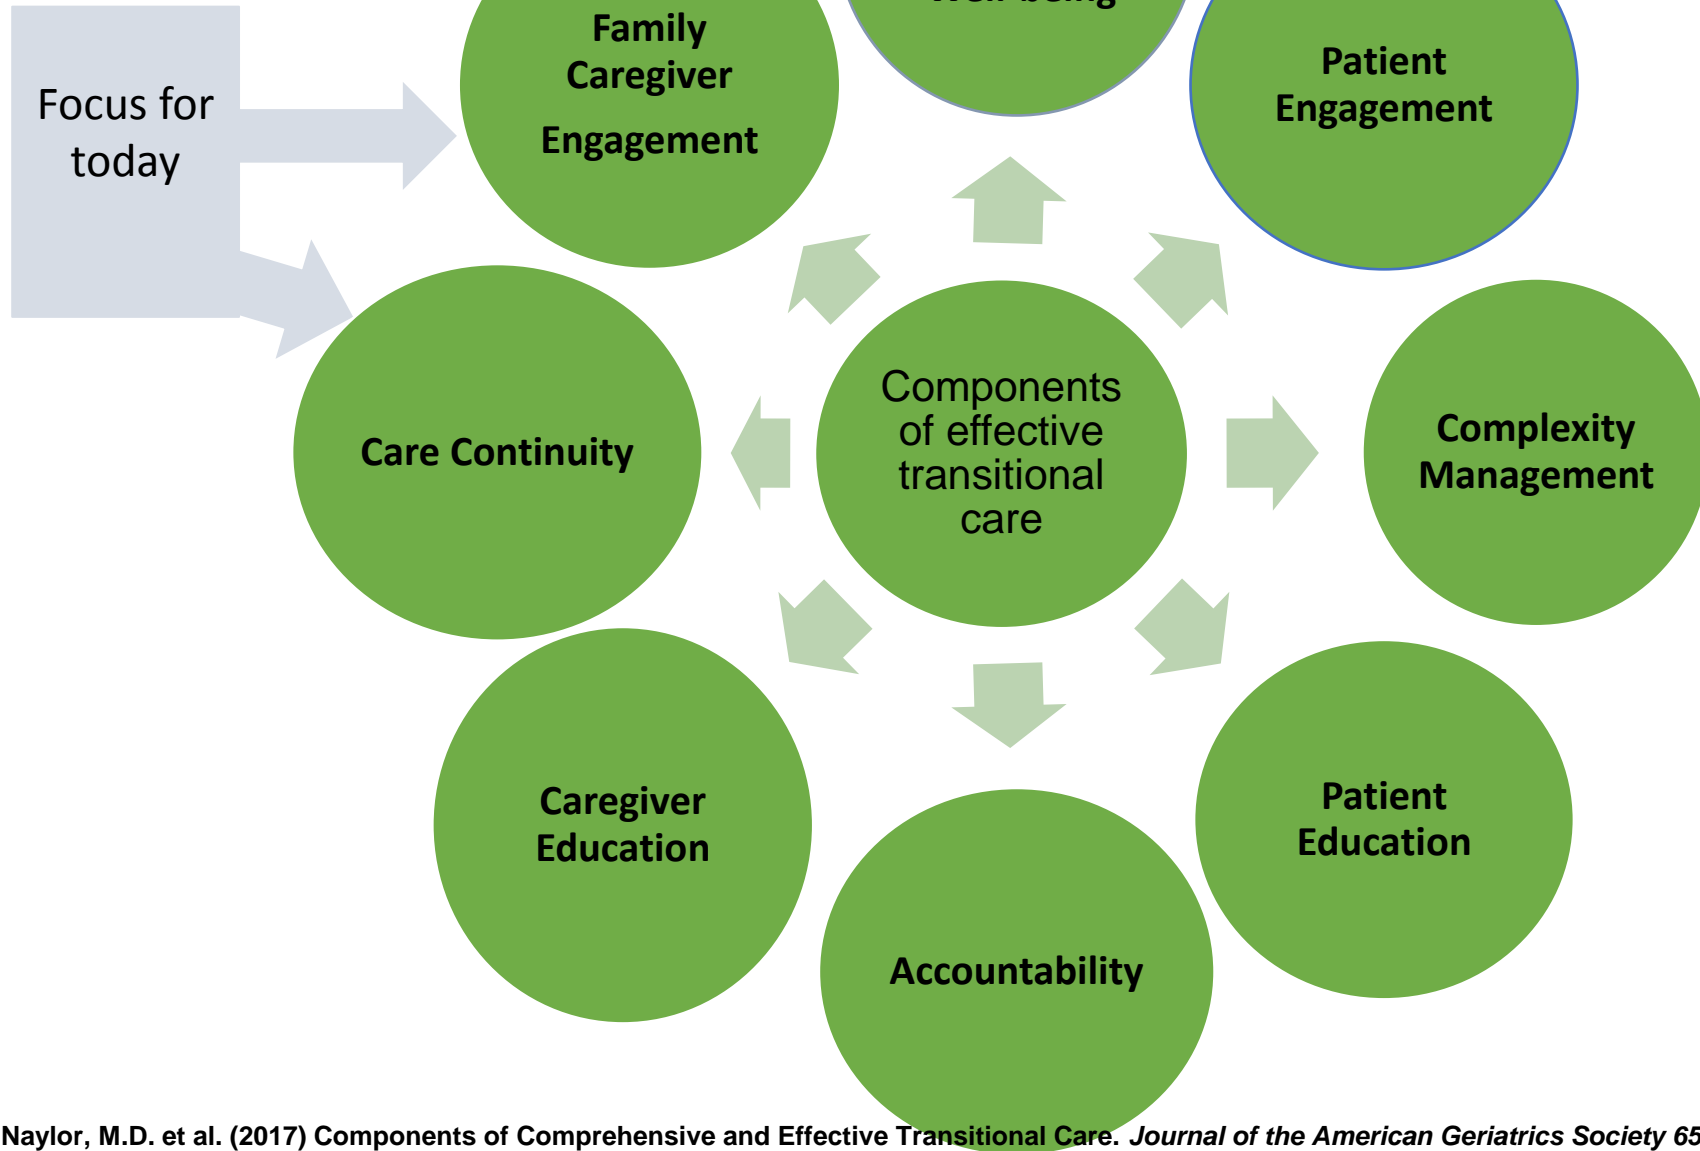 Focus for
today
Family
Caregiver
Engagement
Well-being
Patient
Engagement
Components
of effective
transitional
care
Care Continuity
Complexity
Management
Caregiver
Education
Patient
Education
Accountability
Naylor, M.D. et al. (2017) Components of Comprehensive and Effective Transitional Care. Journal of the American Geriatrics Society 65